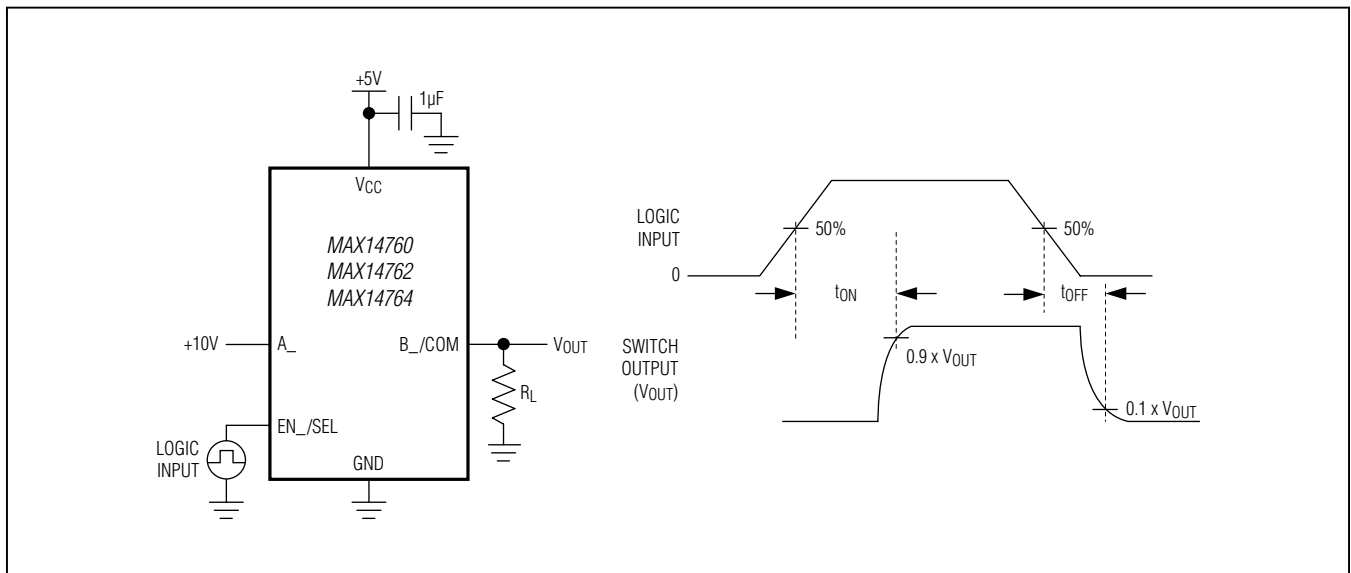 +5V
1µF
VCC
MAX14760
MAX14762
MAX14764
+10V
A_
B_/COM
VOUT
RL
EN_/SEL
LOGIC
INPUT
GND
LOGIC
INPUT
50%
50%
0
tON
tOFF
SWITCH
OUTPUT
(VOUT)
0.9 x VOUT
0.1 x VOUT